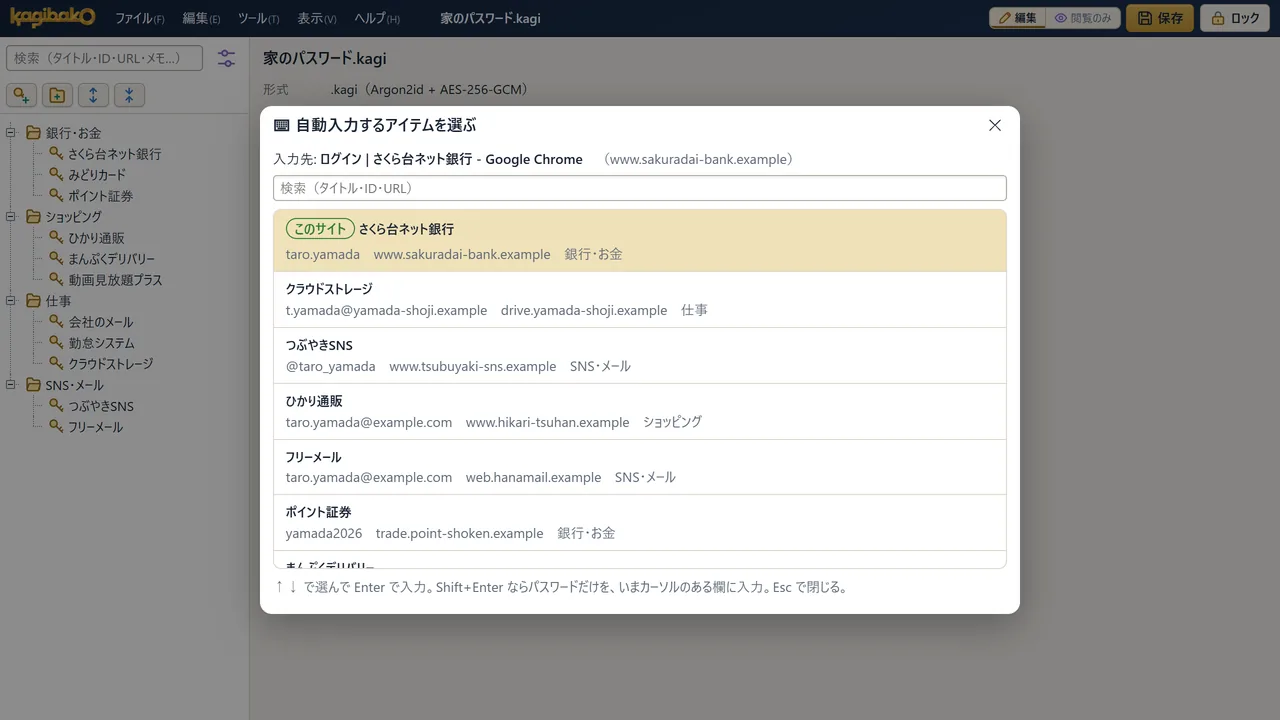 kagibako ファイル(F) 編集(E) ツール(T) 表示(V) ヘルプ(H) 家のパスワード.kagi 編集 閲覧のみ 保存 ロック
検索（タイトル・ID・URL・メモ...）
家のパスワード.kagi
形式 .kagi（Argon2id + AES-256-GCM）
銀行・お金
さくら台ネット銀行
みどりカード
ポイント証券
ショッピング
ひかり通販
まんぷくデリバリー
動画見放題プラス
仕事
会社のメール
勤怠システム
クラウドストレージ
SNS・メール
つぶやきSNS
フリーメール
自動入力するアイテムを選ぶ
入力先: ログイン | さくら台ネット銀行 - Google Chrome （www.sakuradai-bank.example）
検索（タイトル・ID・URL）
このサイト さくら台ネット銀行
taro.yamada www.sakuradai-bank.example 銀行・お金
クラウドストレージ
t.yamada@yamada-shoji.example drive.yamada-shoji.example 仕事
つぶやきSNS
@taro_yamada www.tsubuyaki-sns.example SNS・メール
ひかり通販
taro.yamada@example.com www.hikari-tsuhan.example ショッピング
フリーメール
taro.yamada@example.com web.hanamail.example SNS・メール
ポイント証券
yamada2026 trade.point-shoken.example 銀行・お金
まんぷくデリバリー
↑ ↓ で選んで Enter で入力。Shift+Enter ならパスワードだけを、いまカーソルのある欄に入力。Esc で閉じる。